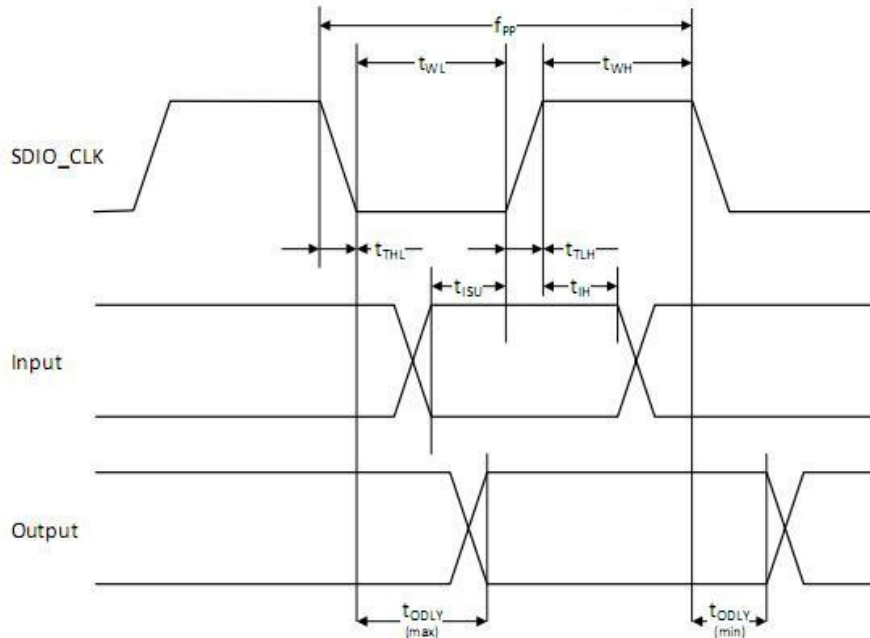 fPP
tWL
tWH
SDIO_CLK
tTHL
tTLH
tISU
tIH
Input
Output
tODLY
(max)
tODLY
(min)